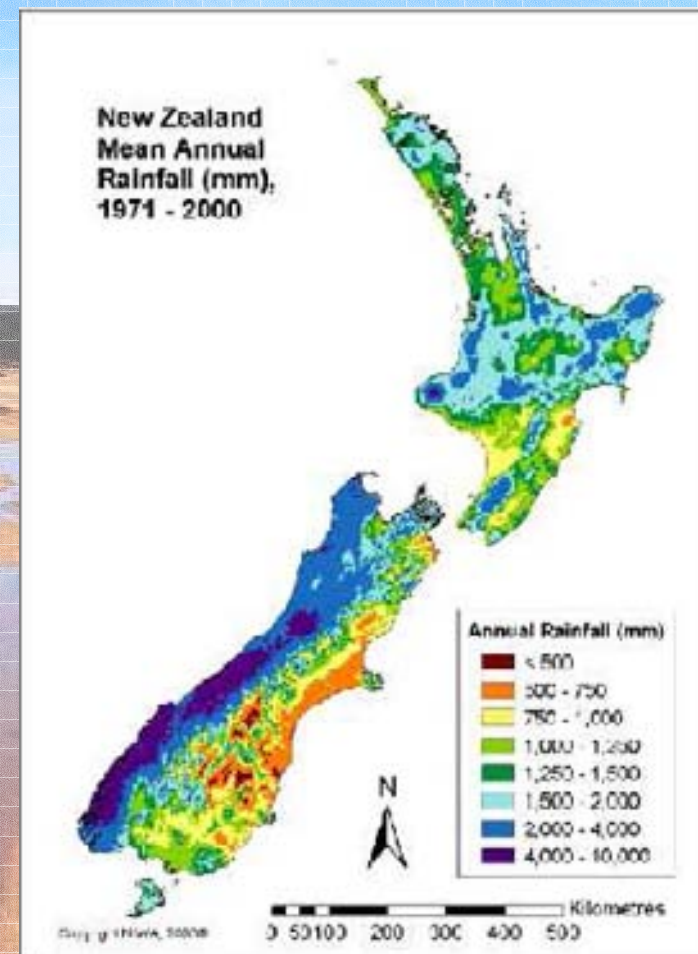 New Zealand
Mean Annual
Rainfall (mm),
1971 - 2000
Annual Rainfall (mm)
< 500
500 - 750
750 - 1,000
1,000 - 1,250
1,250 - 1,500
1,500 - 2,000
2,000 - 4,000
4,000 - 10,000
N
Kilometres
0 50 100 200 300 400 500